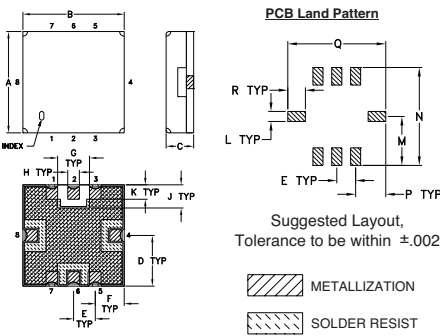 PCB Land Pattern
B
7 6 5
A
8
4
INDEX
1 2 3
C
Q
R TYP
L TYP
N
M
E TYP
P TYP
G
TYP
H TYP
1 2 3
K TYP
J TYP
8
4
D
7 6 5
F
E
TYP
Suggested Layout,
Tolerance to be within ±.002
METALLIZATION
SOLDER RESIST